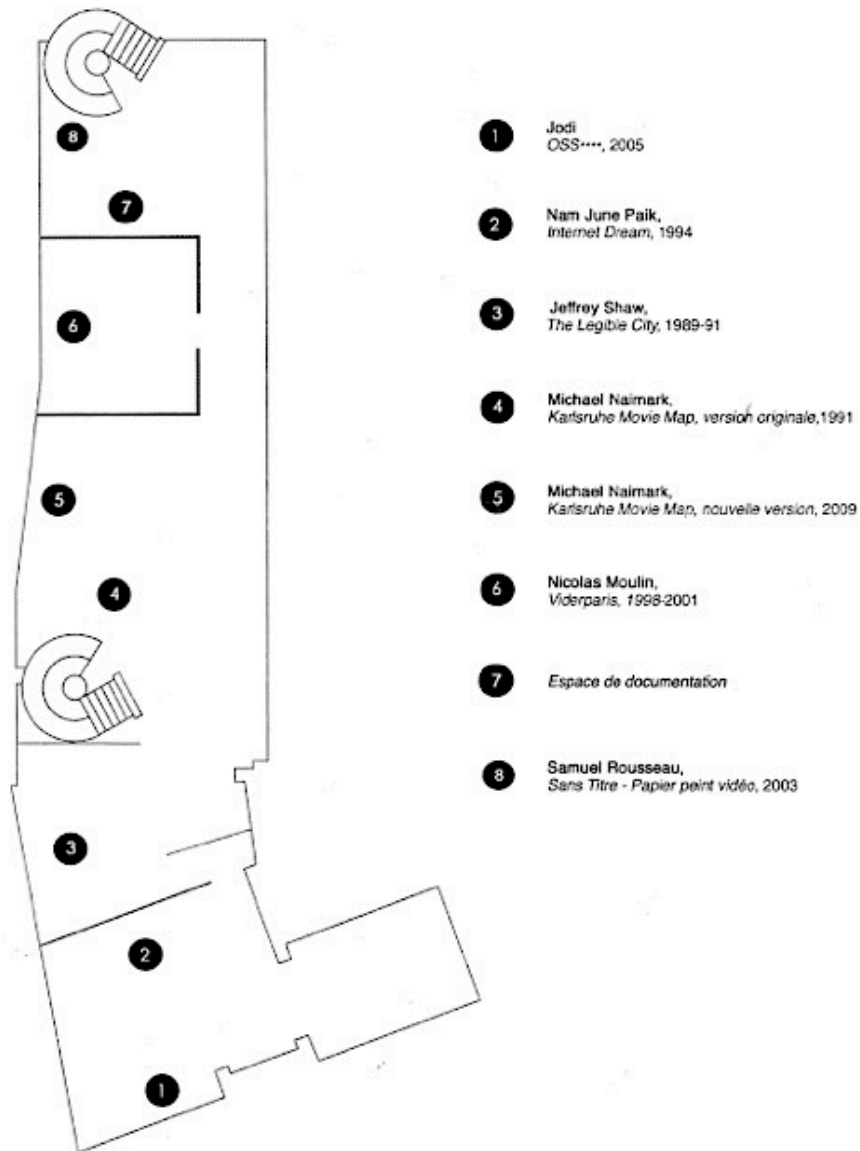 8
7
6
5
4
3
2
1
1 Jodi
OSS••••, 2005
2 Nam June Paik,
Internet Dream, 1994
3 Jeffrey Shaw,
The Legible City, 1989-91
4 Michael Naimark,
Karlsruhe Movie Map, version originale,1991
5 Michael Naimark,
Karlsruhe Movie Map, nouvelle version, 2009
6 Nicolas Moulin,
Viderparis, 1998-2001
7 Espace de documentation
8 Samuel Rousseau,
Sans Titre - Papier peint vidéo, 2003